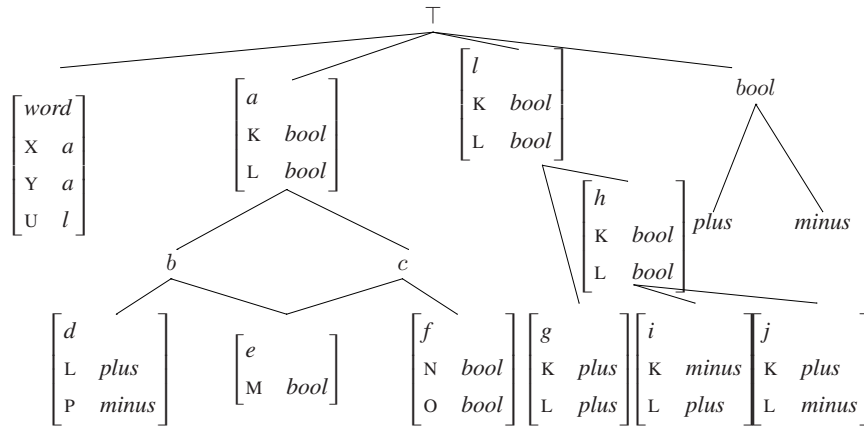 ⊤
word
X a
Y a
U l
a
K bool
L bool
l
K bool
L bool
bool
h
K bool
L bool
plus minus
b c
d
L plus
P minus
e
M bool
f
N bool
O bool
g
K plus
L plus
i
K minus
L plus
j
K plus
L minus